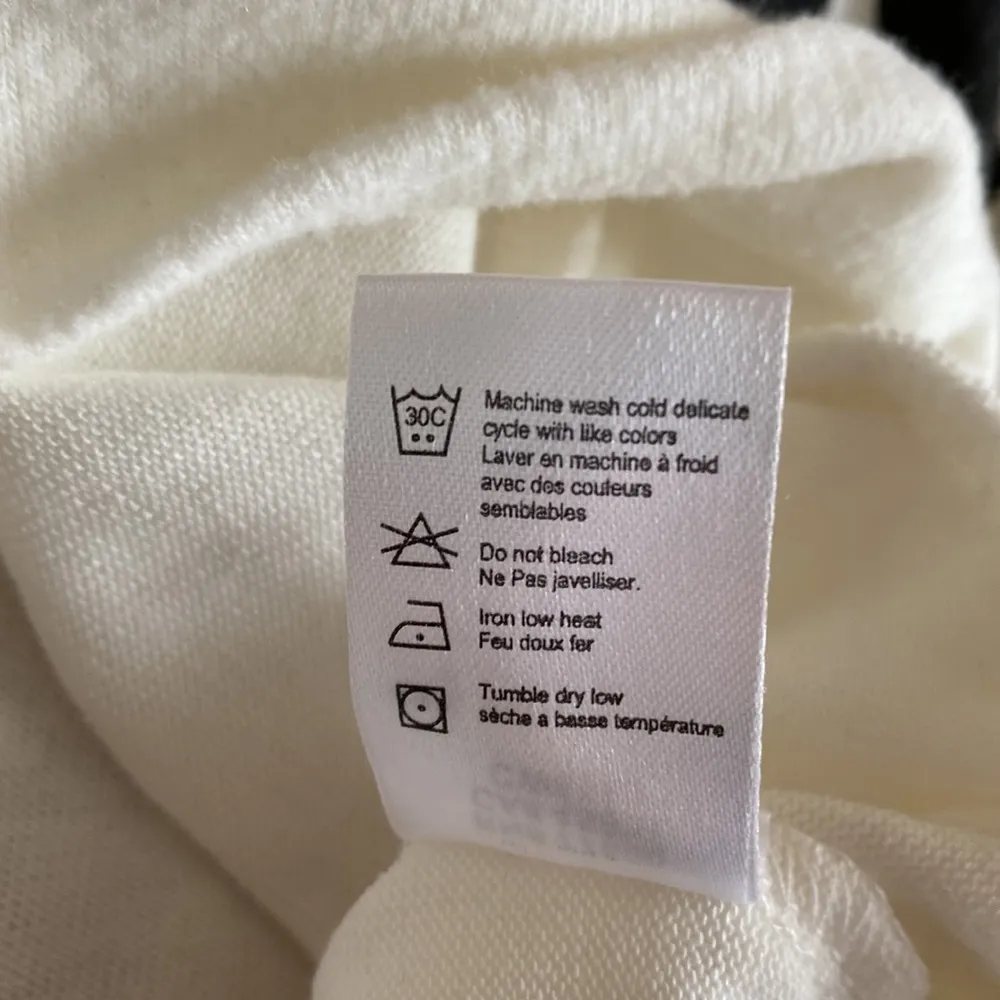 30C
Machine wash cold delicate
cycle with like colors
Laver en machine à froid
avec des couleurs
semblables
Do not bleach
Ne Pas javelliser.
Iron low heat
Feu doux fer
Tumble dry low
sèche a basse température